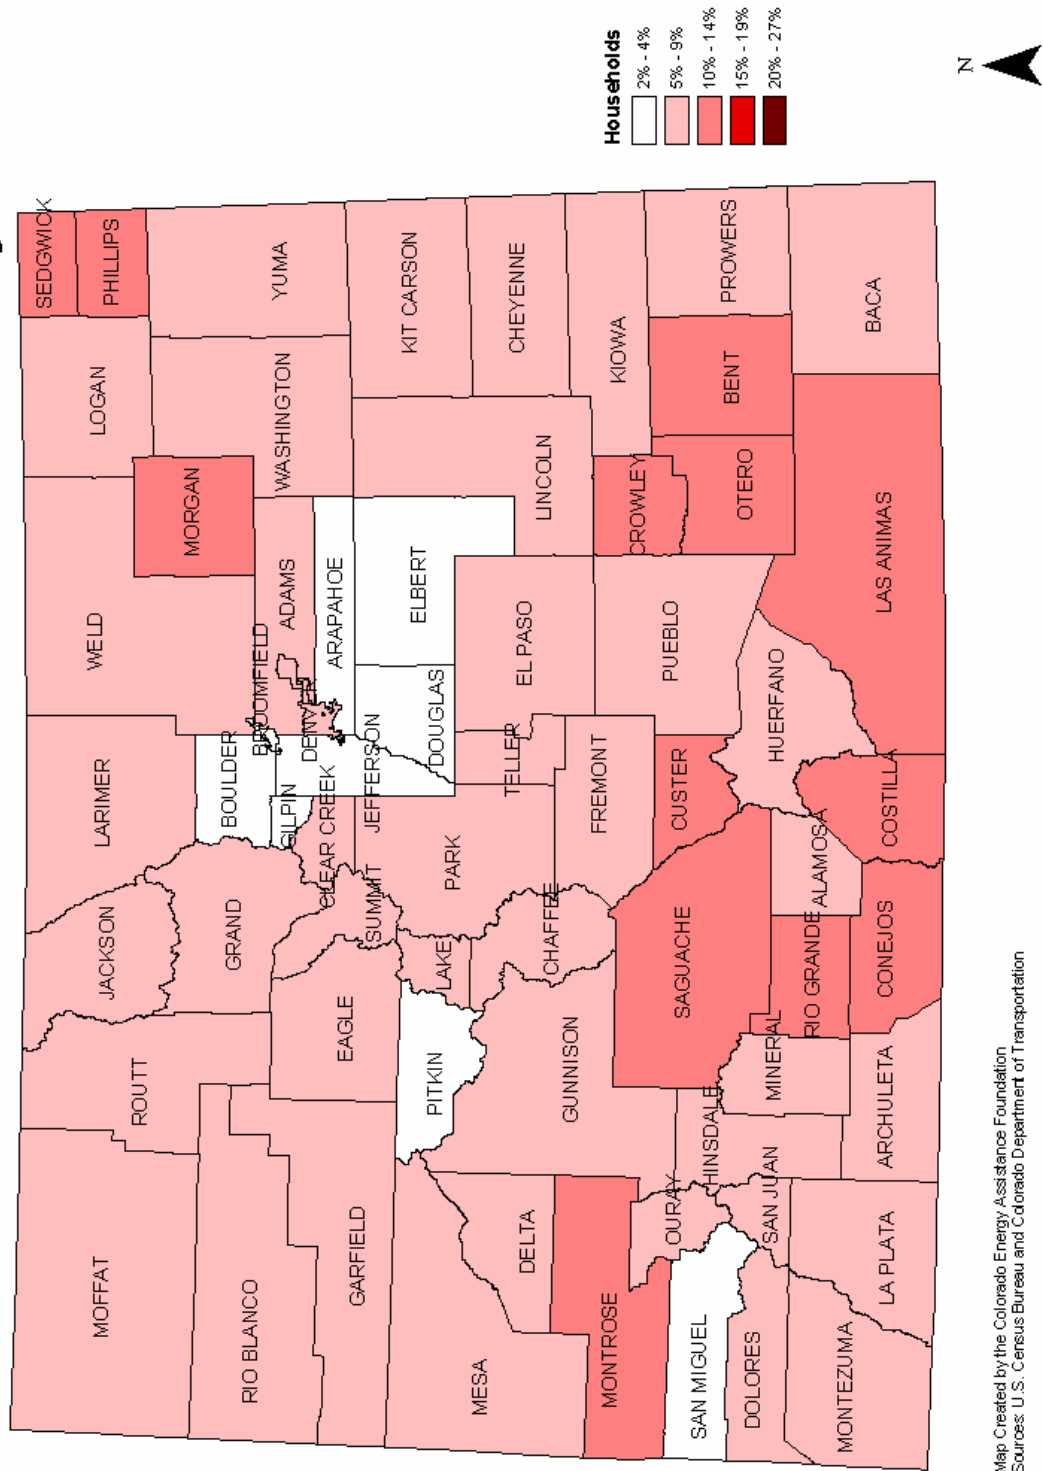 SEDGWICK
PHILLIPS
LOGAN
YUMA
WASHINGTON
MORGAN
WELD
LARIMER
JACKSON
ROUTT
MOFFAT
RIO BLANCO
GARFIELD
GRAND
BOULDER
BROOMFIELD
ADAMS
ARAPAHOE
DENVER
GILPIN
CLEAR CREEK
JEFFERSON
SUMMIT
EAGLE
PITKIN
LAKE
PARK
DOUGLAS
ELBERT
LINCOLN
KIT CARSON
CHEYENNE
KIOWA
EL PASO
TELLER
FREMONT
CHAFFEE
GUNNISON
DELTA
MESA
MONTROSE
OURAY
SAN MIGUEL
DOLORES
SAN JUAN
HINSDALE
SAGUACHE
CUSTER
PUEBLO
CROWLEY
OTERO
BENT
PROWERS
BACA
LAS ANIMAS
HUERFANO
COSTILLA
ALAMOSA
RIO GRANDE
CONEJOS
MINERAL
ARCHULETA
LA PLATA
MONTEZUMA
Households
2% - 4%
5% - 9%
10% - 14%
15% - 19%
20% - 27%
N
Map Created by the Colorado Energy Assistance Foundation
Sources: U.S. Census Bureau and Colorado Department of Transportation